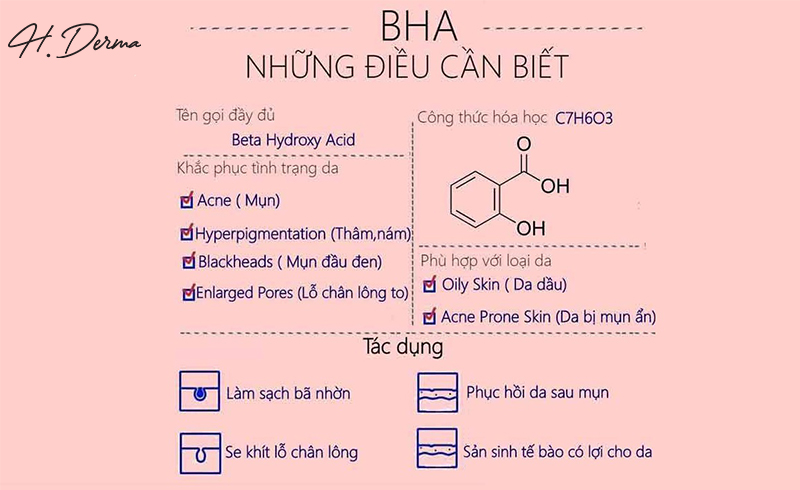 H. Derma
BHA
NHỮNG ĐIỀU CẦN BIẾT
Tên gọi đầy đủ
Beta Hydroxy Acid
Khắc phục tình trạng da
Acne ( Mụn)
Hyperpigmentation (Thâm,nám)
Blackheads ( Mụn đầu đen)
Enlarged Pores (Lỗ chân lông to)
Công thức hóa học C7H6O3
O
OH
OH
Phù hợp với loại da
Oily Skin ( Da dầu)
Acne Prone Skin (Da bị mụn ẩn)
Tác dụng
Làm sạch bã nhờn
Phục hồi da sau mụn
Se khít lỗ chân lông
Sản sinh tế bào có lợi cho da